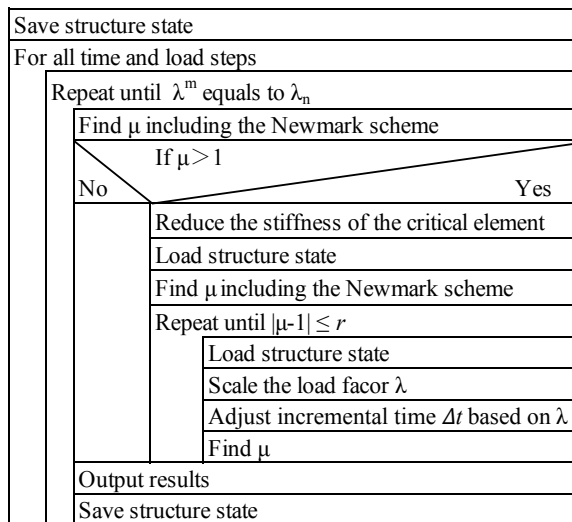 Save structure state
For all time and load steps
Repeat until λᵐ equals to λₙ
Find μ including the Newmark scheme
If μ＞1
No Yes
Reduce the stiffness of the critical element
Load structure state
Find μ including the Newmark scheme
Repeat until |μ-1| ≤ r
Load structure state
Scale the load facor λ
Adjust incremental time Δt based on λ
Find μ
Output results
Save structure state